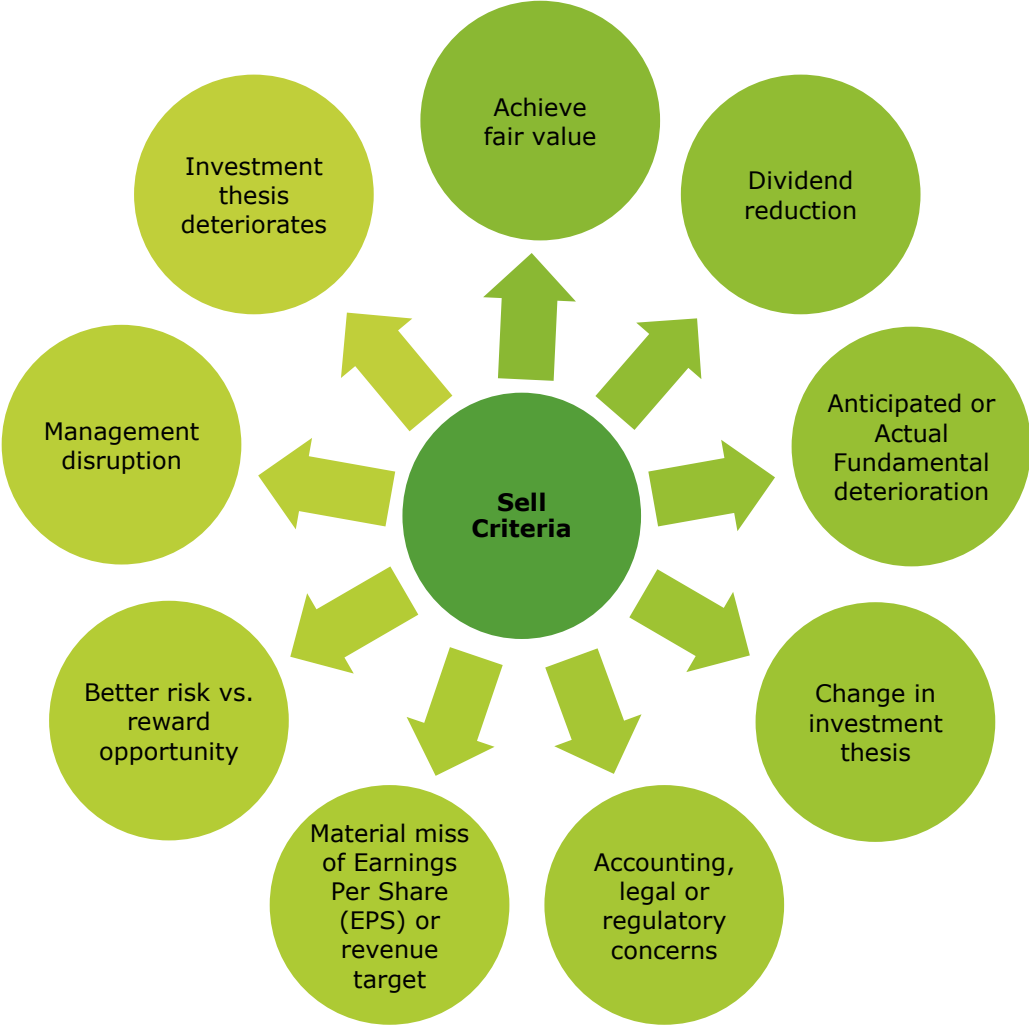 Achieve
fair value
Dividend
reduction
Anticipated or
Actual
Fundamental
deterioration
Change in
investment
thesis
Accounting,
legal or
regulatory
concerns
Material miss
of Earnings
Per Share
(EPS) or
revenue
target
Better risk vs.
reward
opportunity
Management
disruption
Investment
thesis
deteriorates
Sell
Criteria